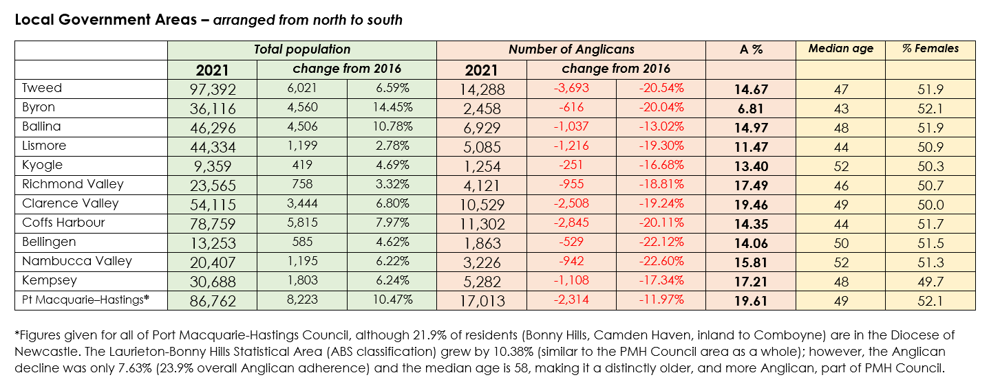 Local Government Areas – arranged from north to south
Total population Number of Anglicans A % Median age % Females
2021 change from 2016 2021 change from 2016
Tweed 97,392 6,021 6.59% 14,288 -3,693 -20.54% 14.67 47 51.9
Byron 36,116 4,560 14.45% 2,458 -616 -20.04% 6.81 43 52.1
Ballina 46,296 4,506 10.78% 6,929 -1,037 -13.02% 14.97 48 51.9
Lismore 44,334 1,199 2.78% 5,085 -1,216 -19.30% 11.47 44 50.9
Kyogle 9,359 419 4.69% 1,254 -251 -16.68% 13.40 52 50.3
Richmond Valley 23,565 758 3.32% 4,121 -955 -18.81% 17.49 46 50.7
Clarence Valley 54,115 3,444 6.80% 10,529 -2,508 -19.24% 19.46 49 50.0
Coffs Harbour 78,759 5,815 7.97% 11,302 -2,845 -20.11% 14.35 44 51.7
Bellingen 13,253 585 4.62% 1,863 -529 -22.12% 14.06 50 51.5
Nambucca Valley 20,407 1,195 6.22% 3,226 -942 -22.60% 15.81 52 51.3
Kempsey 30,688 1,803 6.24% 5,282 -1,108 -17.34% 17.21 48 49.7
Pt Macquarie–Hastings* 86,762 8,223 10.47% 17,013 -2,314 -11.97% 19.61 49 52.1
*Figures given for all of Port Macquarie-Hastings Council, although 21.9% of residents (Bonny Hills, Camden Haven, inland to Comboyne) are in the Diocese of
Newcastle. The Laurieton-Bonny Hills Statistical Area (ABS classification) grew by 10.38% (similar to the PMH Council area as a whole); however, the Anglican
decline was only 7.63% (23.9% overall Anglican adherence) and the median age is 58, making it a distinctly older, and more Anglican, part of PMH Council.